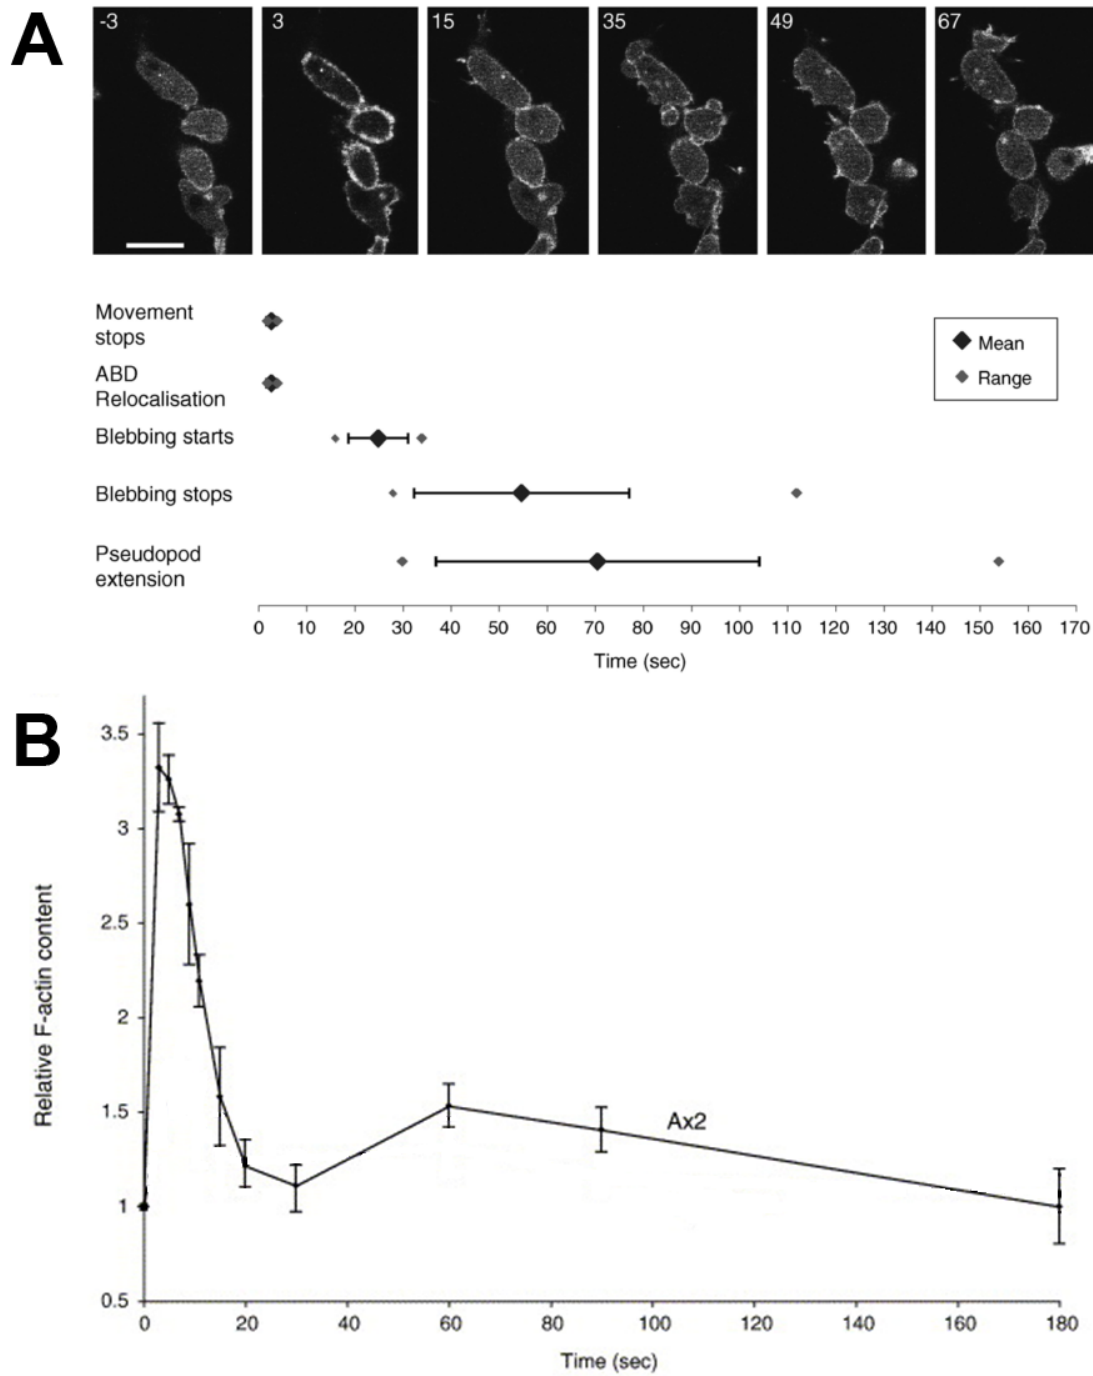 A
-3 3 15 35 49 67
Movement
stops
ABD
Relocalisation
Blebbing starts
Blebbing stops
Pseudopod
extension
Mean
Range
0 10 20 30 40 50 60 70 80 90 100 110 120 130 140 150 160 170
Time (sec)
B
Relative F-actin content
3.5
3
2.5
2
1.5
1
0.5
Ax2
0 20 40 60 80 100 120 140 160 180
Time (sec)